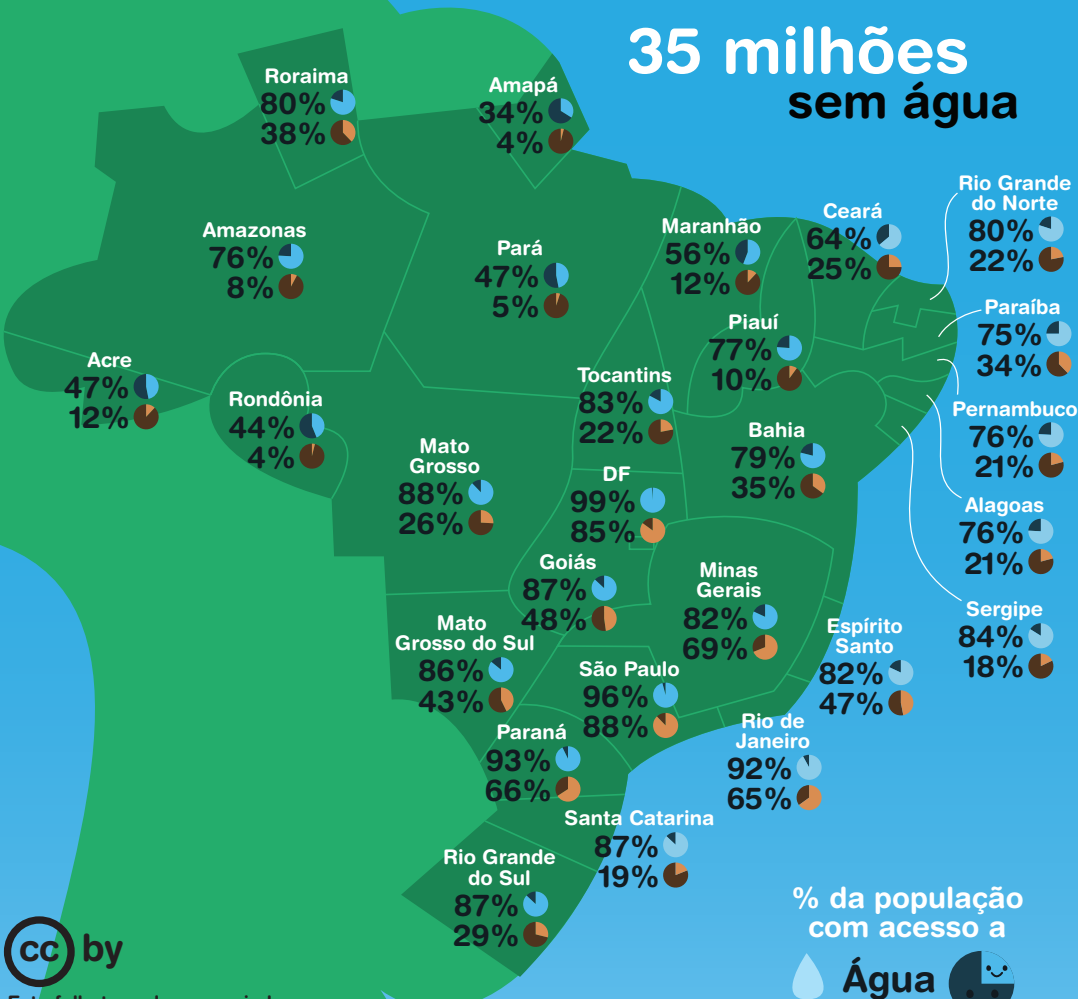 35 milhões
sem água
Roraima
80%
38%
Amapá
34%
4%
Rio Grande
do Norte
80%
22%
Ceará
64%
25%
Maranhão
56%
12%
Amazonas
76%
8%
Pará
47%
5%
Paraíba
75%
34%
Piauí
77%
10%
Acre
47%
12%
Rondônia
44%
4%
Tocantins
83%
22%
Pernambuco
76%
21%
Bahia
79%
35%
Mato
Grosso
88%
26%
DF
99%
85%
Alagoas
76%
21%
Goiás
87%
48%
Minas
Gerais
82%
69%
Sergipe
84%
18%
Mato
Grosso do Sul
86%
43%
Espírito
Santo
82%
47%
São Paulo
96%
88%
Rio de
Janeiro
92%
65%
Paraná
93%
66%
Santa Catarina
87%
19%
Rio Grande
do Sul
87%
29%
% da população
com acesso a
Água
cc by